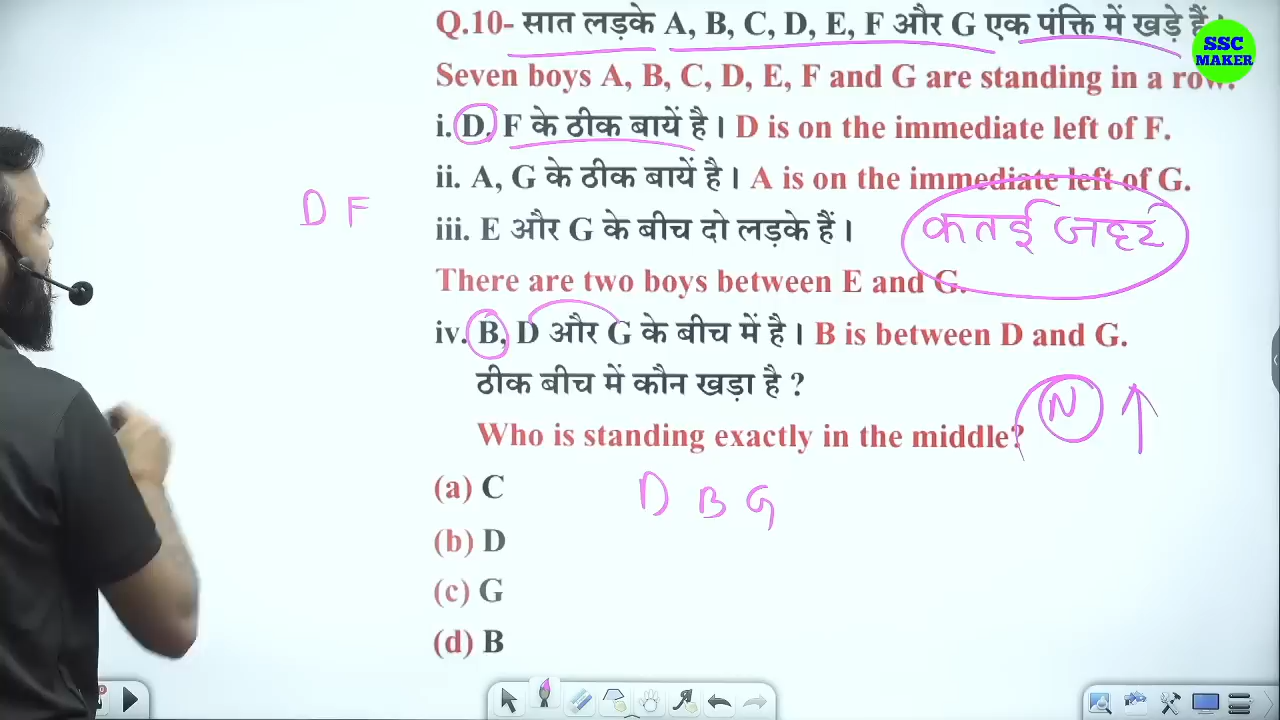 Q.10- सात लड़के A, B, C, D, E, F और G एक पंक्ति में खड़े हैं।
SSC
MAKER
Seven boys A, B, C, D, E, F and G are standing in a row.
i. D, F के ठीक बायें है। D is on the immediate left of F.
ii. A, G के ठीक बायें है। A is on the immediate left of G.
D F
iii. E और G के बीच दो लड़के हैं।
There are two boys between E and G.
iv. B, D और G के बीच में है। B is between D and G.
ठीक बीच में कौन खड़ा है ?
N
Who is standing exactly in the middle?
(a) C
D B G
(b) D
(c) G
(d) B